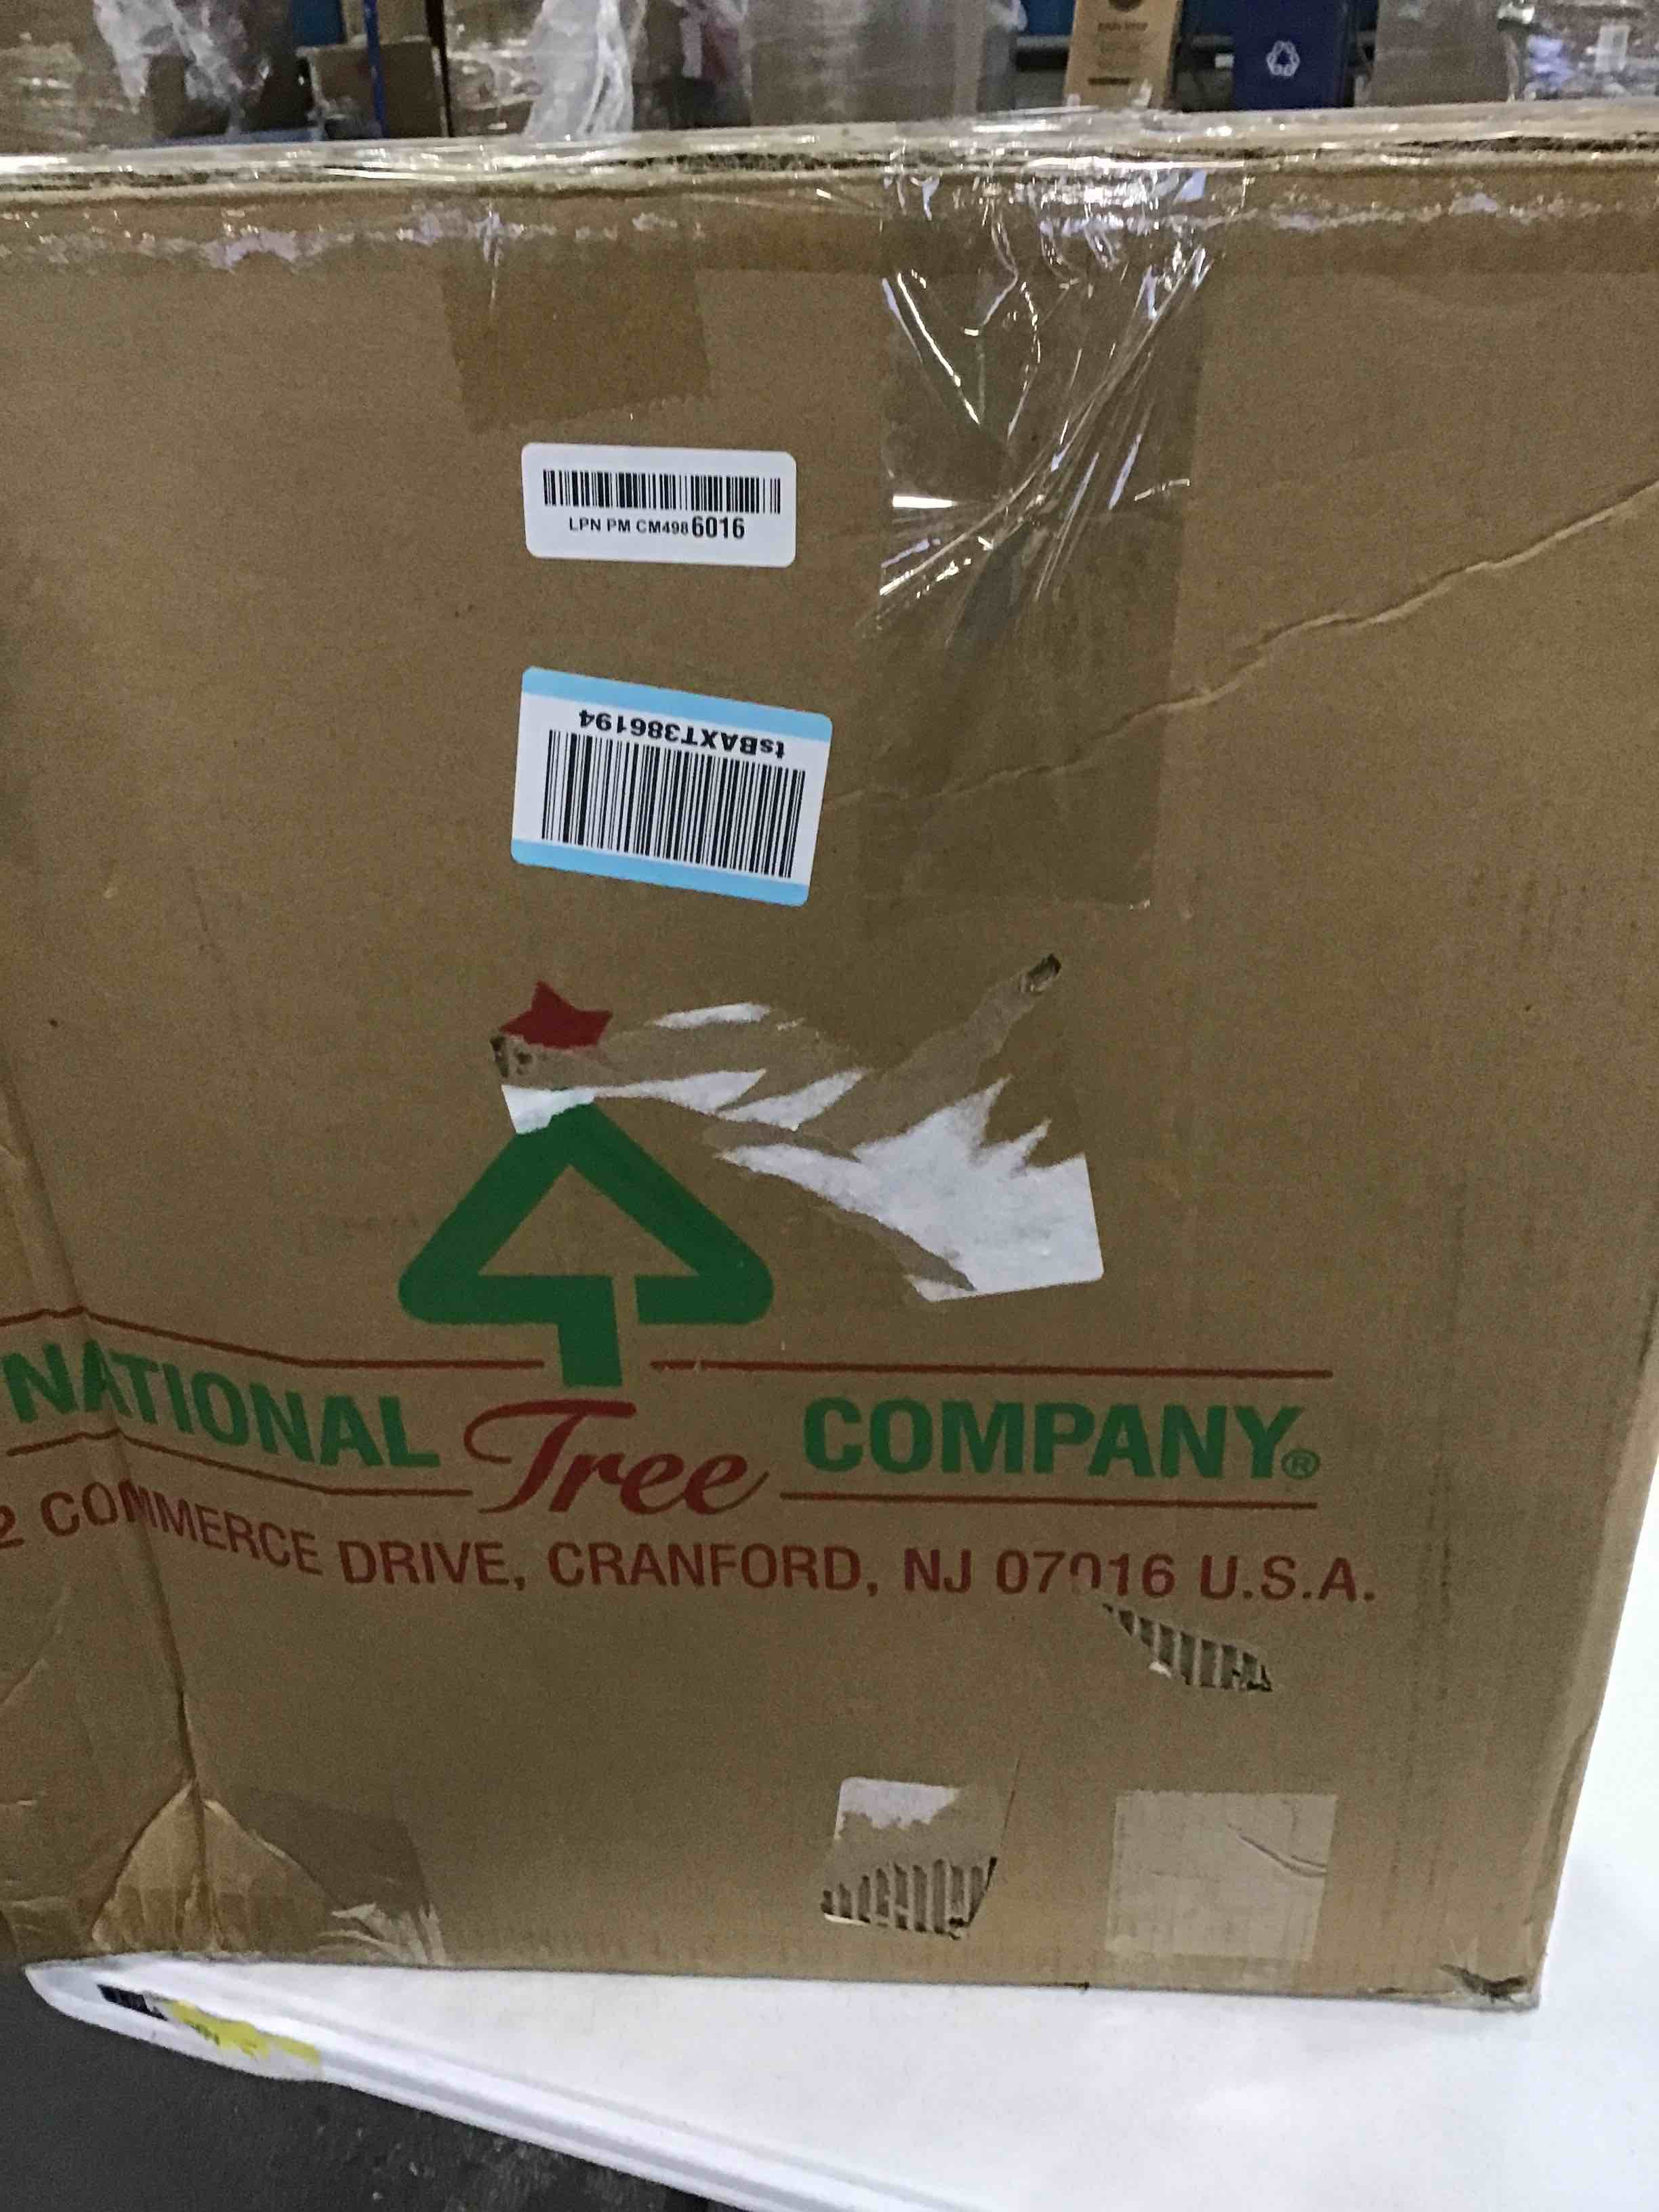 LPN PM CM4986016
tsBAXT386194
NATIONAL Tree COMPANY®
2 COMMERCE DRIVE, CRANFORD, NJ 07016 U.S.A.